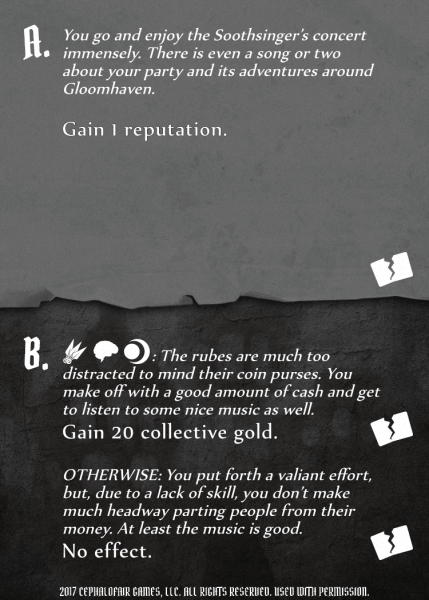 A. You go and enjoy the Soothsinger's concert
immensely. There is even a song or two
about your party and its adventures around
Gloomhaven.
Gain 1 reputation.
B. : The rubes are much too
distracted to mind their coin purses. You
make off with a good amount of cash and get
to listen to some nice music as well.
Gain 20 collective gold.
OTHERWISE: You put forth a valiant effort,
but, due to a lack of skill, you don't make
much headway parting people from their
money. At least the music is good.
No effect.
2017 CEPHALOFAIR GAMES, LLC. ALL RIGHTS RESERVED. USED WITH PERMISSION.